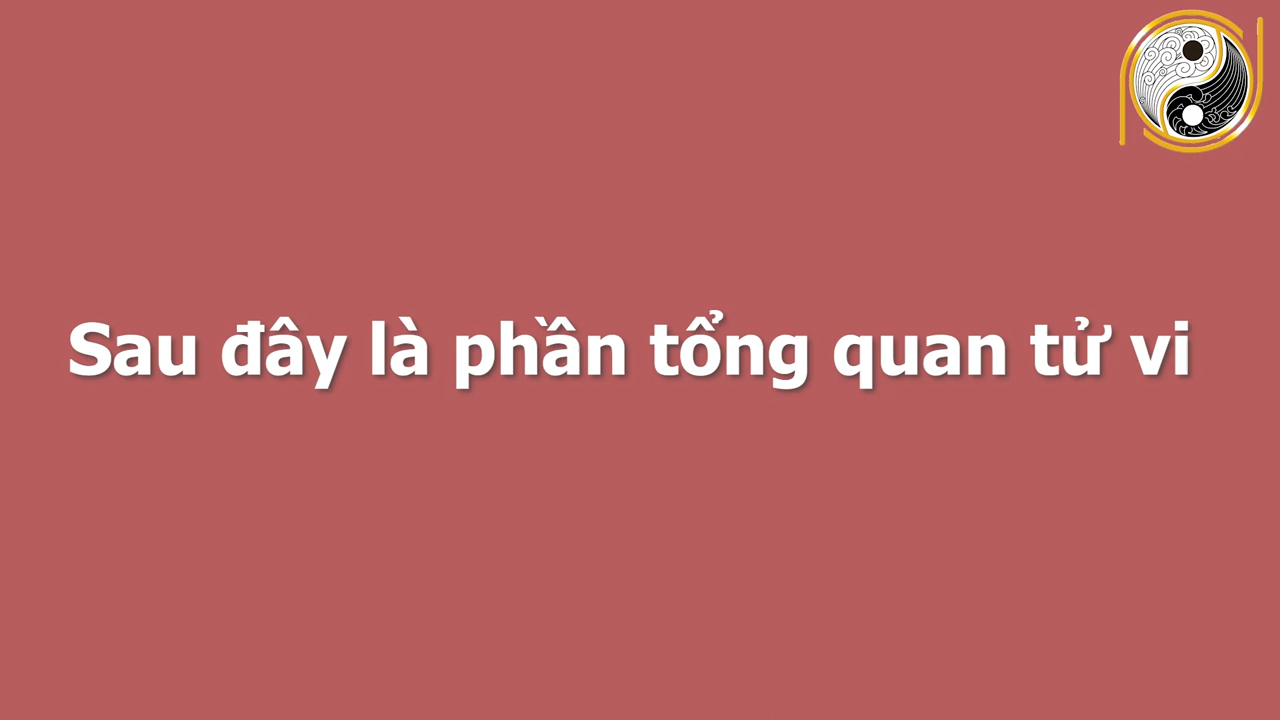 Sau đây là phần tổng quan tử vi